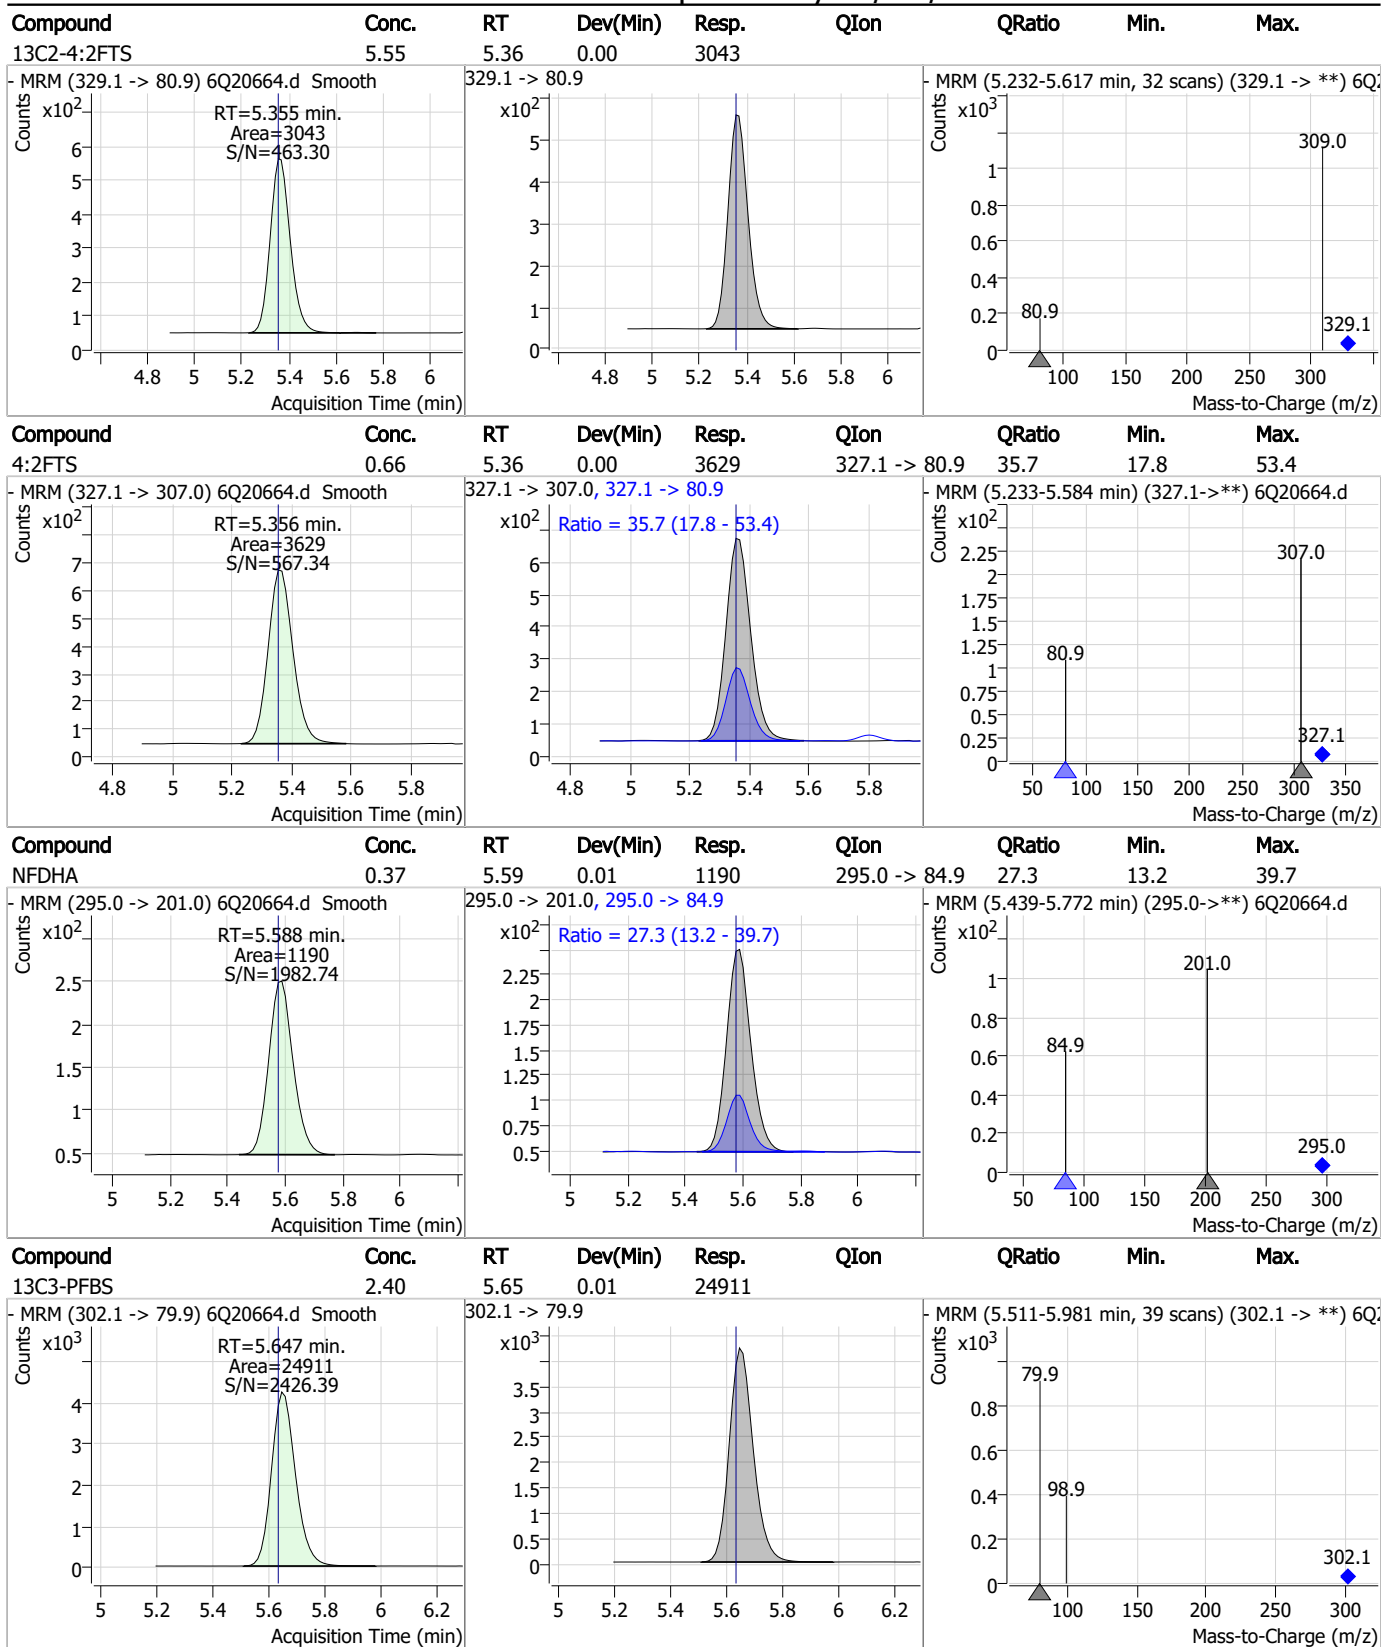 Compound Conc. RT Dev(Min) Resp. QIon QRatio Min. Max.
13C2-4:2FTS 5.55 5.36 0.00 3043
- MRM (329.1 -> 80.9) 6Q20664.d Smooth
Counts
x10²
RT=5.355 min.
Area=3043
S/N=463.30
6
5
4
3
2
1
0
4.8 5 5.2 5.4 5.6 5.8 6
Acquisition Time (min)
329.1 -> 80.9
x10²
5
4
3
2
1
0
4.8 5 5.2 5.4 5.6 5.8 6
- MRM (5.232-5.617 min, 32 scans) (329.1 -> **) 6Q2
Counts
x10³
309.0
1
0.8
0.6
0.4
0.2
0
80.9
329.1
100 150 200 250 300
Mass-to-Charge (m/z)
Compound Conc. RT Dev(Min) Resp. QIon QRatio Min. Max.
4:2FTS 0.66 5.36 0.00 3629 327.1 -> 80.9 35.7 17.8 53.4
- MRM (327.1 -> 307.0) 6Q20664.d Smooth
Counts
x10²
RT=5.356 min.
Area=3629
S/N=567.34
7
6
5
4
3
2
1
0
4.8 5 5.2 5.4 5.6 5.8
Acquisition Time (min)
327.1 -> 307.0, 327.1 -> 80.9
x10²
Ratio = 35.7 (17.8 - 53.4)
6
5
4
3
2
1
0
4.8 5 5.2 5.4 5.6 5.8
- MRM (5.233-5.584 min) (327.1->**) 6Q20664.d
Counts
x10²
307.0
2.25
2
1.75
1.5
1.25
1
0.75
0.5
0.25
0
80.9
327.1
50 100 150 200 250 300 350
Mass-to-Charge (m/z)
Compound Conc. RT Dev(Min) Resp. QIon QRatio Min. Max.
NFDHA 0.37 5.59 0.01 1190 295.0 -> 84.9 27.3 13.2 39.7
- MRM (295.0 -> 201.0) 6Q20664.d Smooth
Counts
x10²
RT=5.588 min.
Area=1190
S/N=1982.74
2.5
2
1.5
1
0.5
5 5.2 5.4 5.6 5.8 6
Acquisition Time (min)
295.0 -> 201.0, 295.0 -> 84.9
x10²
Ratio = 27.3 (13.2 - 39.7)
2.25
2
1.75
1.5
1.25
1
0.75
0.5
5 5.2 5.4 5.6 5.8 6
- MRM (5.439-5.772 min) (295.0->**) 6Q20664.d
Counts
x10²
201.0
1
0.8
0.6
0.4
0.2
0
84.9
295.0
50 100 150 200 250 300
Mass-to-Charge (m/z)
Compound Conc. RT Dev(Min) Resp. QIon QRatio Min. Max.
13C3-PFBS 2.40 5.65 0.01 24911
- MRM (302.1 -> 79.9) 6Q20664.d Smooth
Counts
x10³
RT=5.647 min.
Area=24911
S/N=2426.39
4
3
2
1
0
5 5.2 5.4 5.6 5.8 6 6.2
Acquisition Time (min)
302.1 -> 79.9
x10³
3.5
3
2.5
2
1.5
1
0.5
0
5 5.2 5.4 5.6 5.8 6 6.2
- MRM (5.511-5.981 min, 39 scans) (302.1 -> **) 6Q2
Counts
x10³
79.9
0.8
0.6
0.4
0.2
0
98.9
302.1
100 150 200 250 300
Mass-to-Charge (m/z)